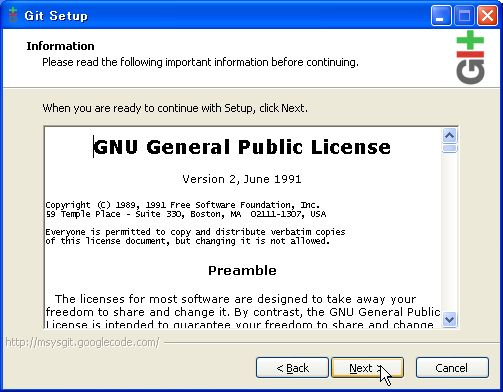 Git Setup
Information
Please read the following important information before continuing.
GIt
When you are ready to continue with Setup, click Next.
GNU General Public License
Version 2, June 1991
Copyright (C) 1989, 1991 Free Software Foundation, Inc.
59 Temple Place - Suite 330, Boston, MA  02111-1307, USA
Everyone is permitted to copy and distribute verbatim copies
of this license document, but changing it is not allowed.
Preamble
The licenses for most software are designed to take away your
freedom to share and change it. By contrast, the GNU General Public
License is intended to guarantee your freedom to share and change
http://msysgit.googlecode.com/
< Back
Next >
Cancel